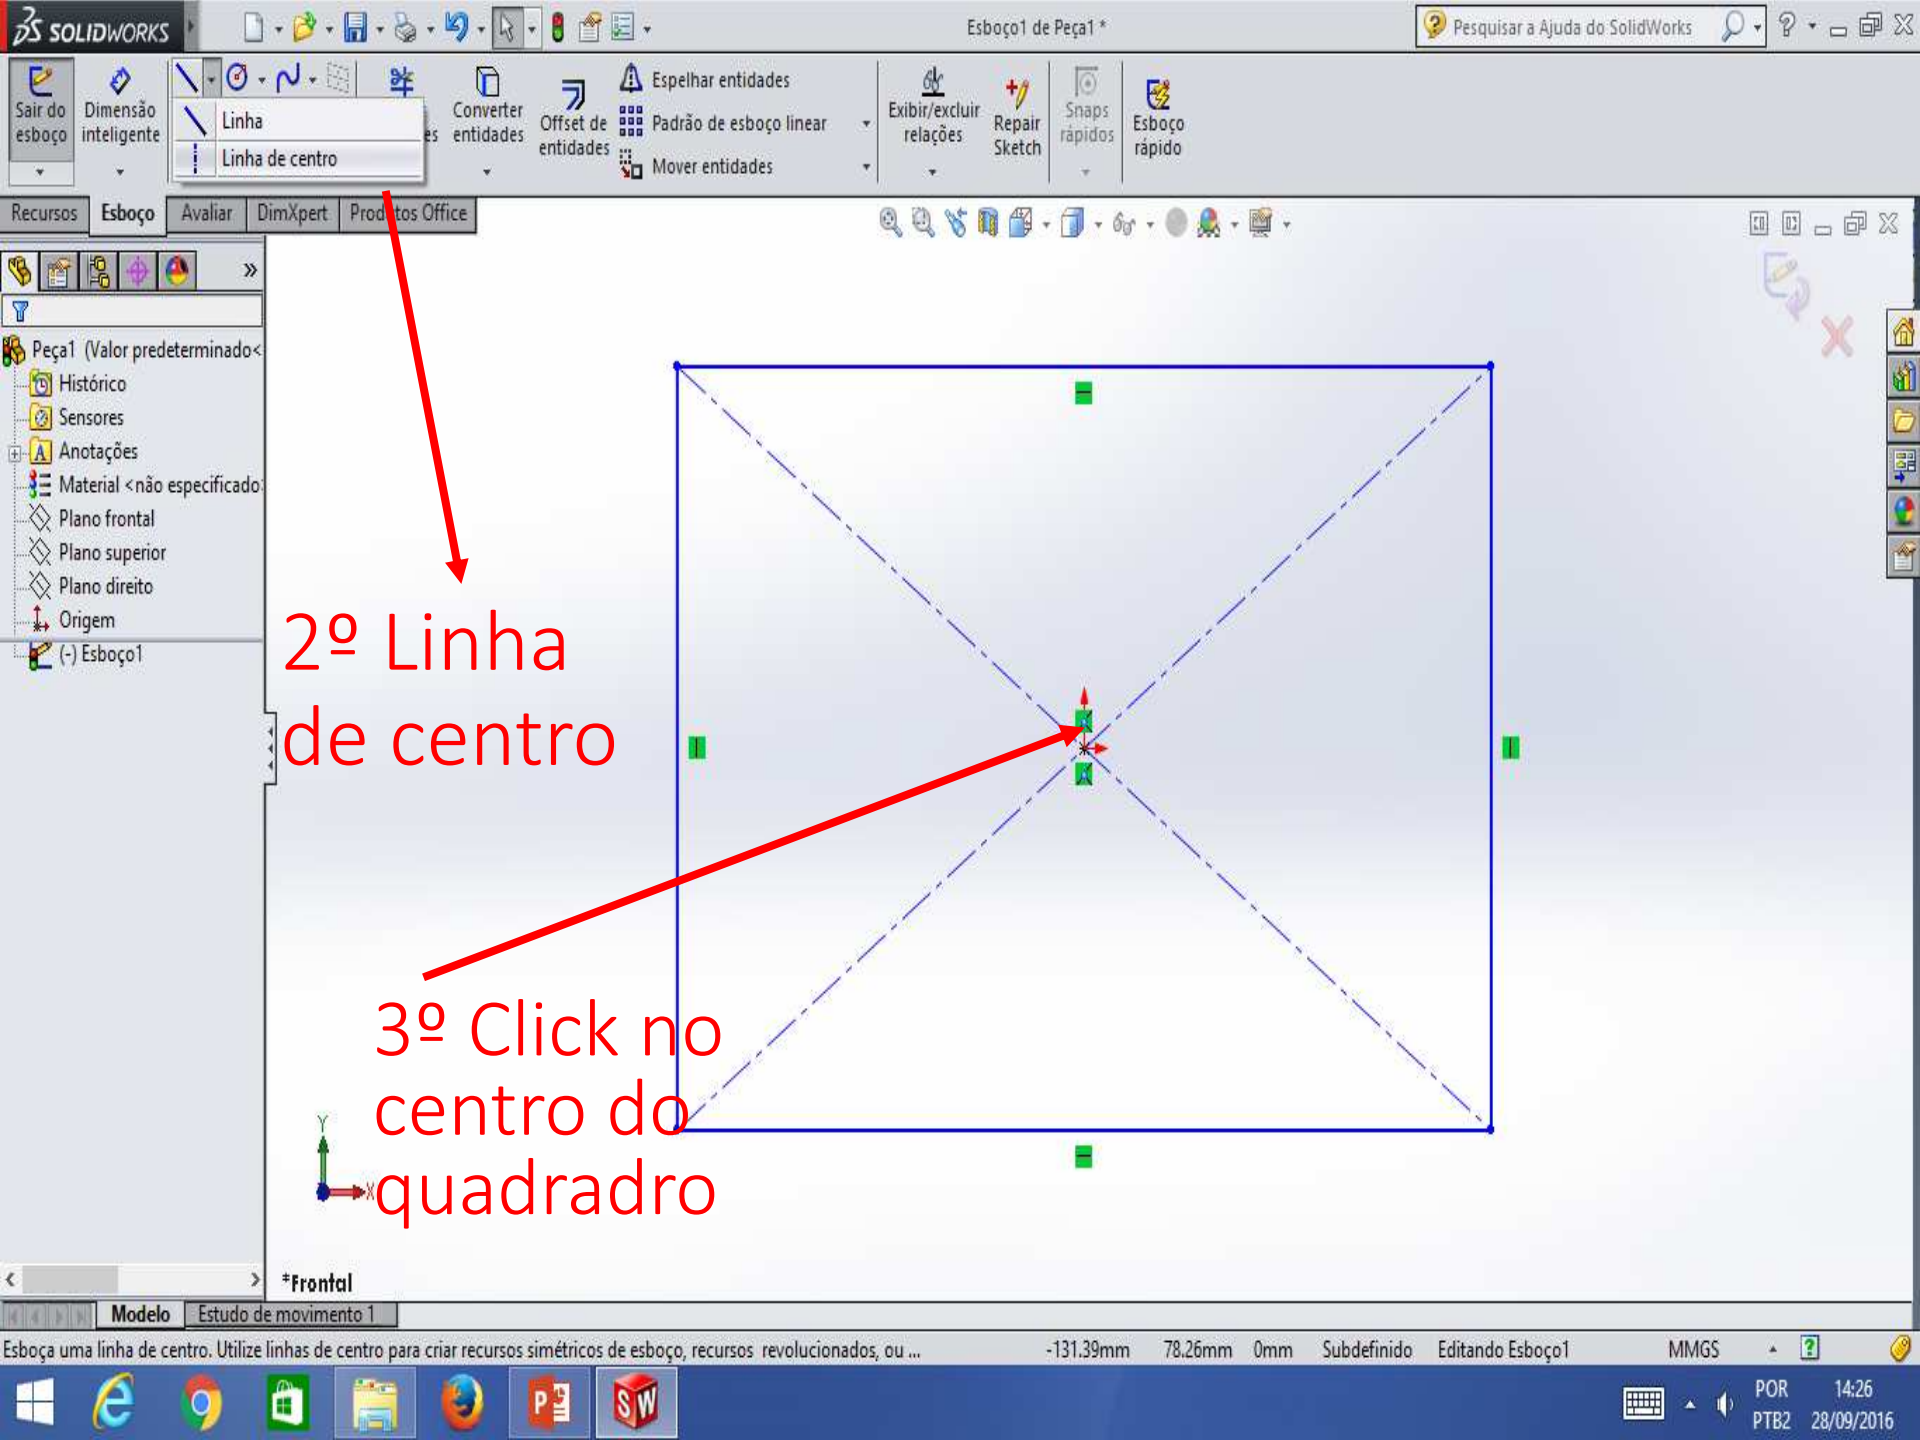 SOLIDWORKS
Esboço1 de Peça1 *
Pesquisar a Ajuda do SolidWorks
Sair do esboço
Dimensão inteligente
Linha
Linha de centro
es
Converter entidades
Offset de entidades
Espelhar entidades
Padrão de esboço linear
Mover entidades
Exibir/excluir relações
Repair Sketch
Snaps rápidos
Esboço rápido
Recursos
Esboço
Avaliar
DimXpert
Produtos Office
Peça1 (Valor predeterminado<
Histórico
Sensores
Anotações
Material <não especificado
Plano frontal
Plano superior
Plano direito
Origem
(-) Esboço1
2º Linha
de centro
3º Click no
centro do
quadradro
Y
X
*Frontal
Modelo
Estudo de movimento 1
Esboça uma linha de centro. Utilize linhas de centro para criar recursos simétricos de esboço, recursos revolucionados, ou ...
-131.39mm 78.26mm 0mm Subdefinido Editando Esboço1 MMGS
POR 14:26
PTB2 28/09/2016